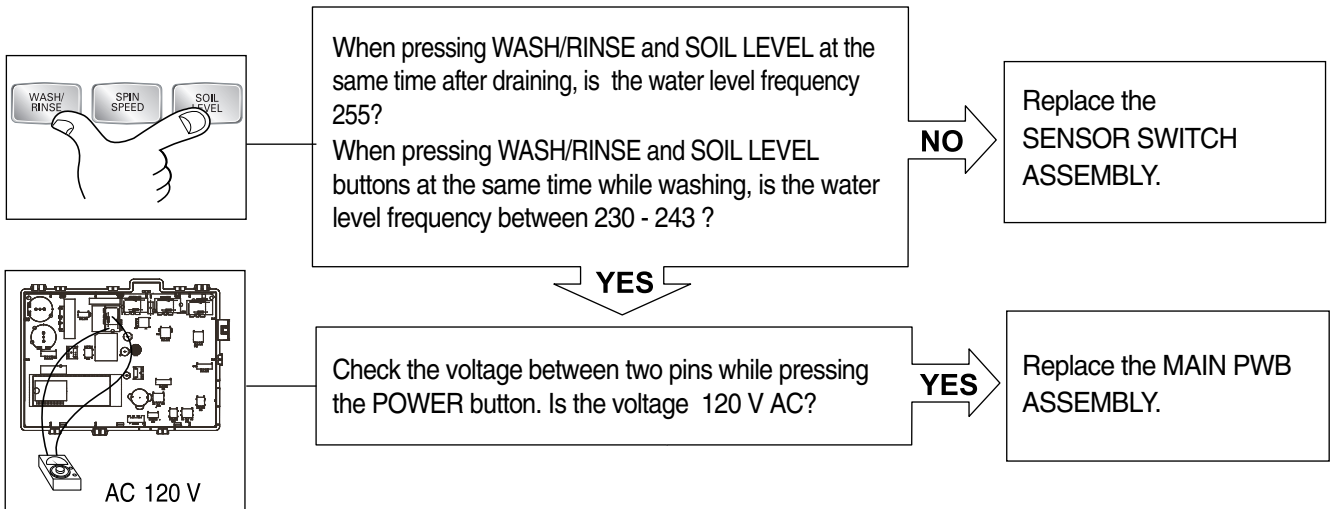 WASH/
RINSE
SPIN
SPEED
SOIL
LEVEL
When pressing WASH/RINSE and SOIL LEVEL at the
same time after draining, is the water level frequency
255?
When pressing WASH/RINSE and SOIL LEVEL
buttons at the same time while washing, is the water
level frequency between 230 - 243 ?
NO
Replace the
SENSOR SWITCH
ASSEMBLY.
YES
AC 120 V
Check the voltage between two pins while pressing
the POWER button. Is the voltage 120 V AC?
YES
Replace the MAIN PWB
ASSEMBLY.